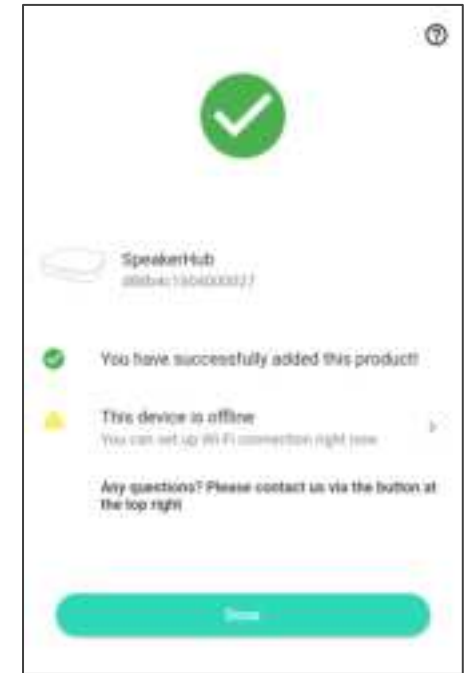 SpeakerHub
You have successfully added this product!
This device is offline
You can set up Wi-Fi connection right now
Any questions? Please contact us via the button at
the top right
Done